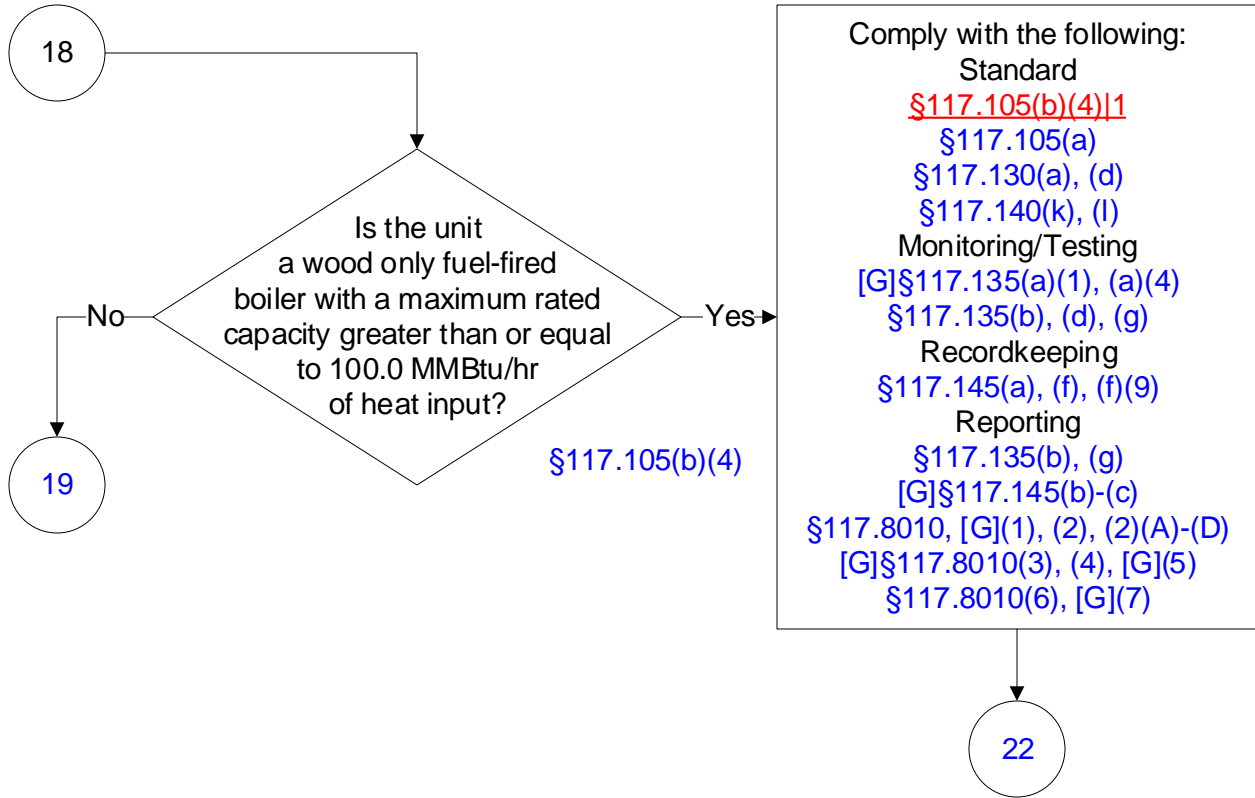 18
Is the unit
a wood only fuel-fired
boiler with a maximum rated
capacity greater than or equal
to 100.0 MMBtu/hr
of heat input?
No
Yes
§117.105(b)(4)
19
Comply with the following:
Standard
§117.105(b)(4)|1
§117.105(a)
§117.130(a), (d)
§117.140(k), (l)
Monitoring/Testing
[G]§117.135(a)(1), (a)(4)
§117.135(b), (d), (g)
Recordkeeping
§117.145(a), (f), (f)(9)
Reporting
§117.135(b), (g)
[G]§117.145(b)-(c)
§117.8010, [G](1), (2), (2)(A)-(D)
[G]§117.8010(3), (4), [G](5)
§117.8010(6), [G](7)
22